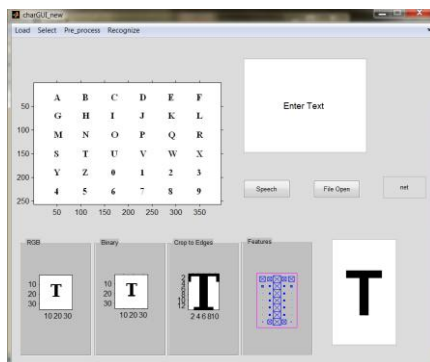 charGUI_new
Load Select Pre_process Recognize
A B C D E F
G H I J K L
M N O P Q R
S T U V W X
Y Z 0 1 2 3
4 5 6 7 8 9
50
100
150
200
250
50 100 150 200 250 300 350
Enter Text
Speech File Open net
RGB
10
20
30
T
10 20 30
Binary
10
20
30
T
10 20 30
Crop to Edges
T
2 4 6 8 10
Features
T